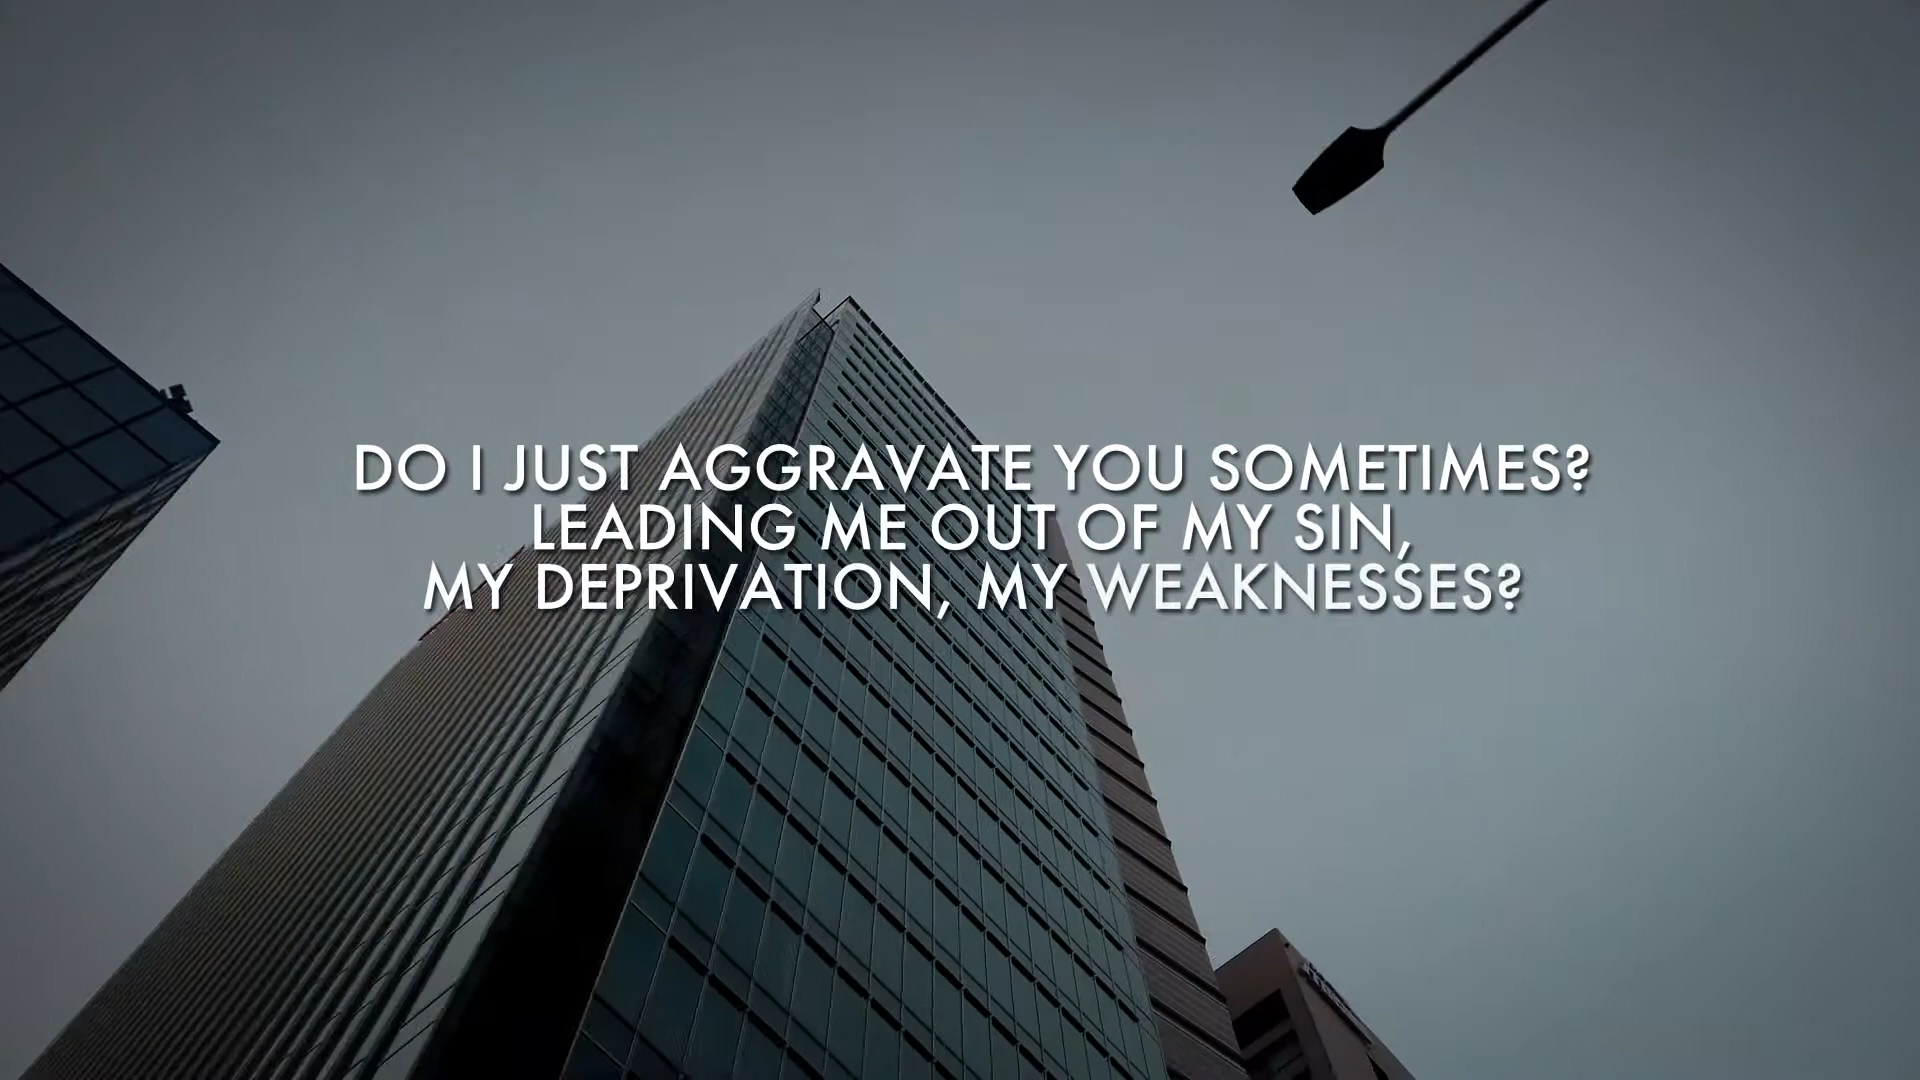 DO I JUST AGGRAVATE YOU SOMETIMES?
LEADING ME OUT OF MY SIN,
MY DEPRIVATION, MY WEAKNESSES?